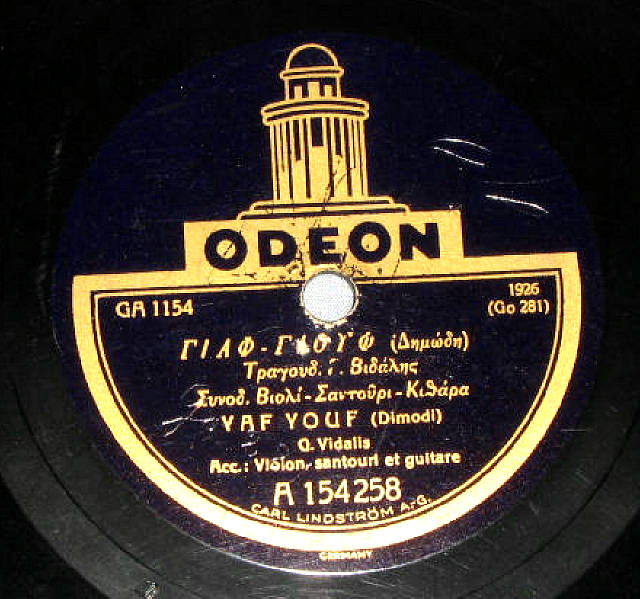 ODEON
GA 1154
1926
(Go 281)
ΓΙΑΦ-ΓΙΟΥΦ (Δημώδη)
Τραγουδ. Γ. Βιδάλης
Συνοδ. Βιολί-Σαντούρι-Κιθάρα
YAF YOUF (Dimodi)
G. Vidalis
Acc.: Violon, santouri et guitare
A 154258
CARL LINDSTRÖM A.-G.
GERMANY